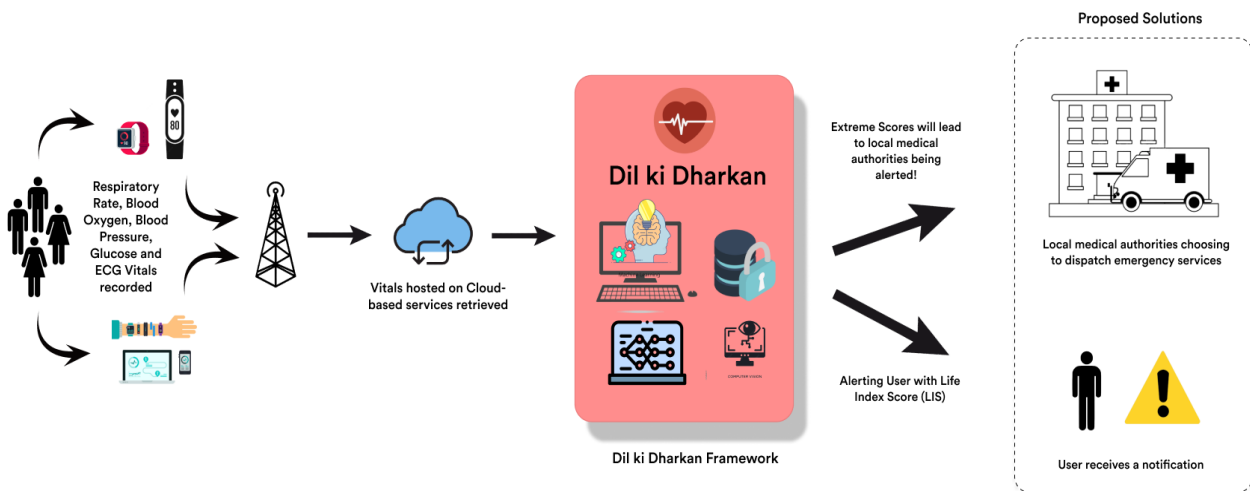 Proposed Solutions
80
Respiratory
Rate, Blood
Oxygen, Blood
Pressure,
Glucose and
ECG Vitals
recorded
Vitals hosted on Cloud-
based services retrieved
Dil ki Dharkan
COMPUTER VISION
Dil ki Dharkan Framework
Extreme Scores will lead
to local medical
authorities being
alerted!
Alerting User with Life
Index Score (LIS)
Local medical authorities choosing
to dispatch emergency services
User receives a notification